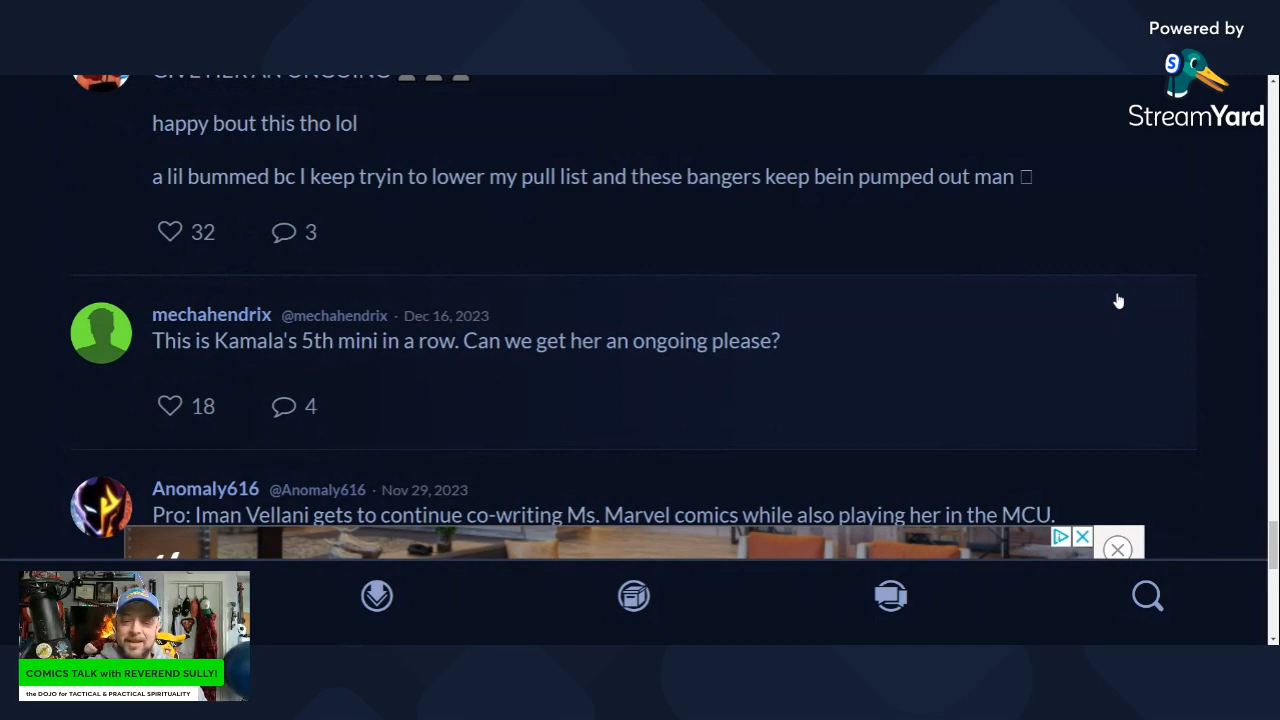 Powered by
StreamYard
GIVE HER AN ONGOING
happy bout this tho lol
a lil bummed bc I keep tryin to lower my pull list and these bangers keep bein pumped out man
32 3
mechahendrix @mechahendrix · Dec 16, 2023
This is Kamala's 5th mini in a row. Can we get her an ongoing please?
18 4
Anomaly616 @Anomaly616 · Nov 29, 2023
Pro: Iman Vellani gets to continue co-writing Ms. Marvel comics while also playing her in the MCU.
COMICS TALK with REVEREND SULLY!
the DOJO for TACTICAL & PRACTICAL SPIRITUALITY